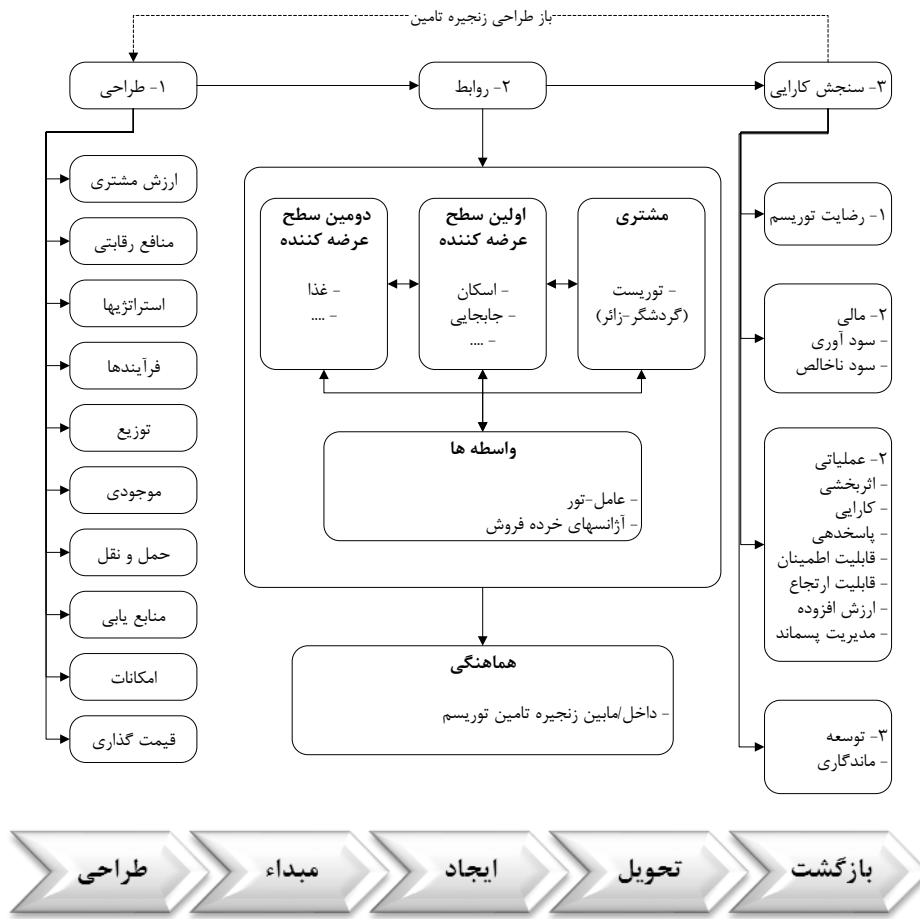 باز طراحی زنجیره تامین
۱- طراحی
۲- روابط
۳- سنجش کارایی
ارزش مشتری
منافع رقابتی
استراتژیها
فرآیندها
توزیع
موجودی
حمل و نقل
منابع یابی
امکانات
قیمت گذاری
دومین سطح
عرضه کننده
- غذا
- ....
اولین سطح
عرضه کننده
- اسکان
- جابجایی
- ....
مشتری
- توریست
(گردشگر-زائر)
واسطه ها
- عامل-تور
- آژانسهای خرده فروش
هماهنگی
- داخل/مابین زنجیره تامین توریسم
۱- رضایت توریسم
۲- مالی
- سود آوری
- سود ناخالص
۲- عملیاتی
- اثربخشی
- کارایی
- پاسخدهی
- قابلیت اطمینان
- قابلیت ارتجاع
- ارزش افزوده
- مدیریت پسماند
۳- توسعه
- ماندگاری
طراحی
مبداء
ایجاد
تحویل
بازگشت